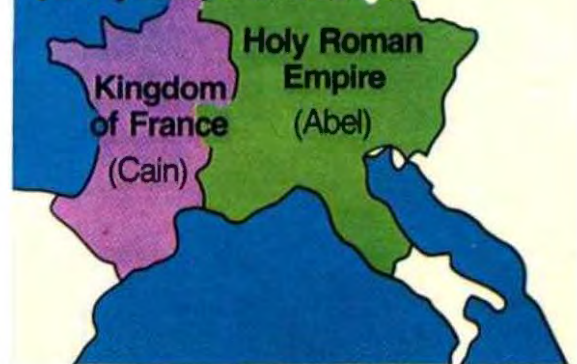 Holy Roman
Empire
(Abel)
Kingdom
of France
(Cain)